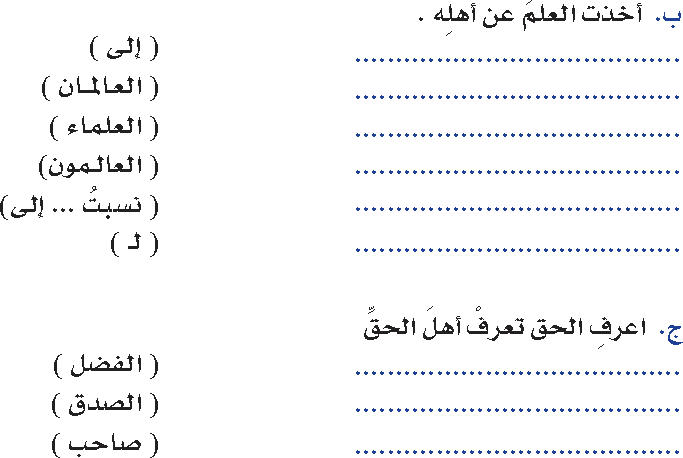 ب. أخذت العلمَ عن أهلِه .
........................................ ( إلى )
........................................ ( العالمان )
........................................ ( العلماء )
........................................ ( العالمون)
........................................ ( نسبتُ ... إلى)
........................................ ( لـ )
ج. اعرفِ الحق تعرفْ أهلَ الحقِّ
........................................ ( الفضل )
........................................ ( الصدق )
........................................ ( صاحب )